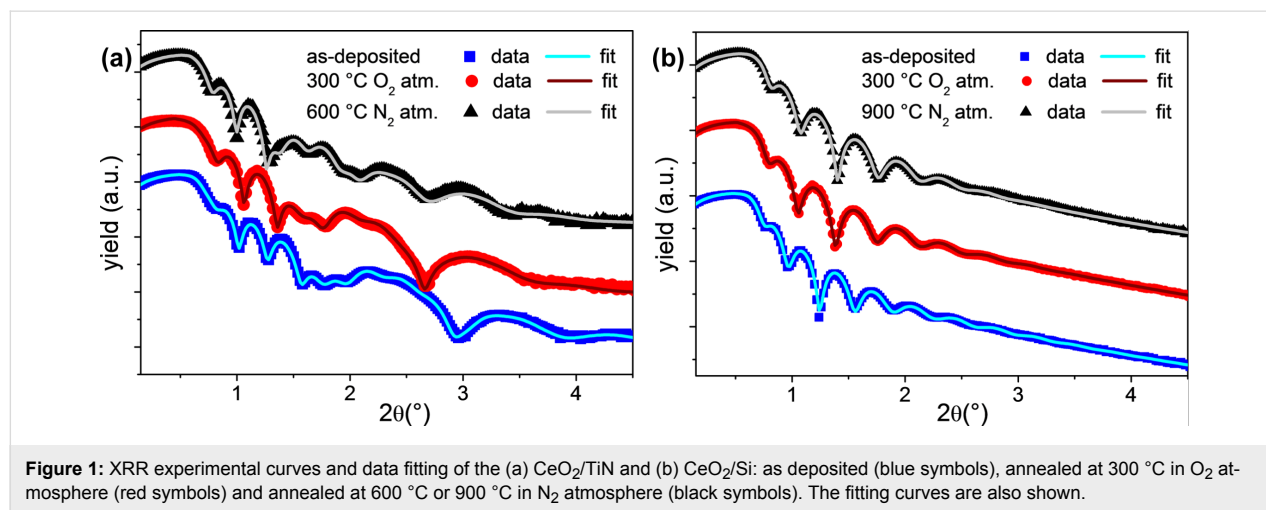 (a)
as-deposited data fit
300 °C O₂ atm. data fit
600 °C N₂ atm. data fit
yield (a.u.)
1 2 3 4
2θ(°)
(b)
as-deposited data fit
300 °C O₂ atm. data fit
900 °C N₂ atm. data fit
yield (a.u.)
1 2 3 4
2θ(°)
Figure 1: XRR experimental curves and data fitting of the (a) CeO₂/TiN and (b) CeO₂/Si: as deposited (blue symbols), annealed at 300 °C in O₂ at-
mosphere (red symbols) and annealed at 600 °C or 900 °C in N₂ atmosphere (black symbols). The fitting curves are also shown.